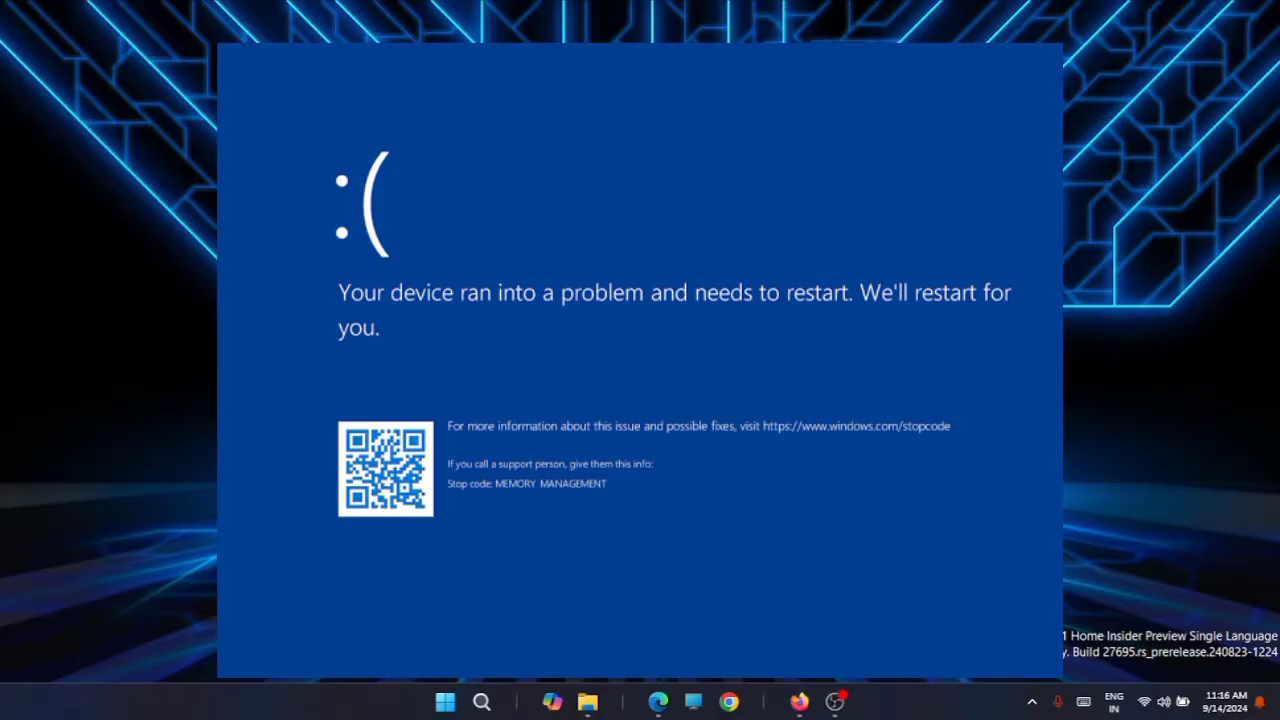 :(
Your device ran into a problem and needs to restart. We'll restart for
you.
For more information about this issue and possible fixes, visit https://www.windows.com/stopcode
If you call a support person, give them this info:
Stop code: MEMORY MANAGEMENT
1 Home Insider Preview Single Language
y. Build 27695.rs_prerelease.240823-1224
ENG
IN
11:16 AM
9/14/2024